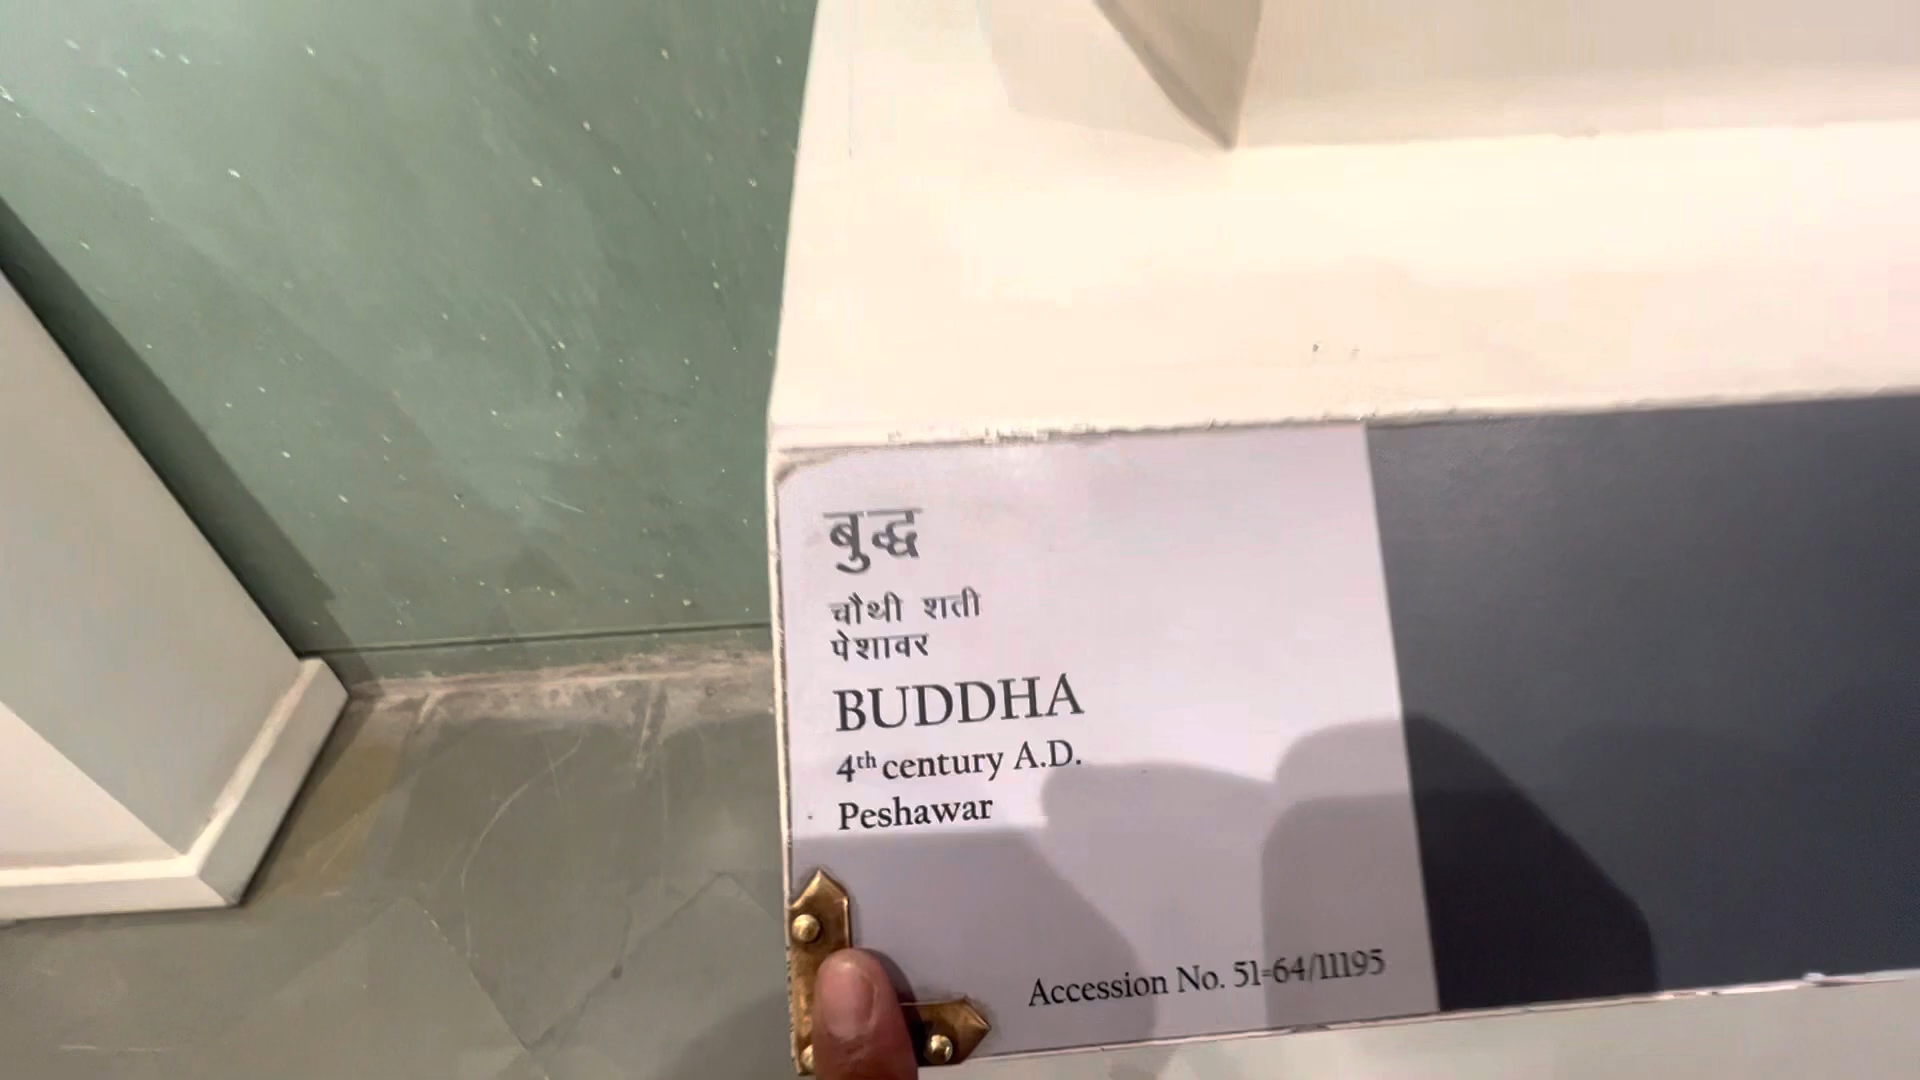 बुद्ध
चौथी शती
पेशावर
BUDDHA
4th century A.D.
Peshawar
Accession No. 51-64/11195